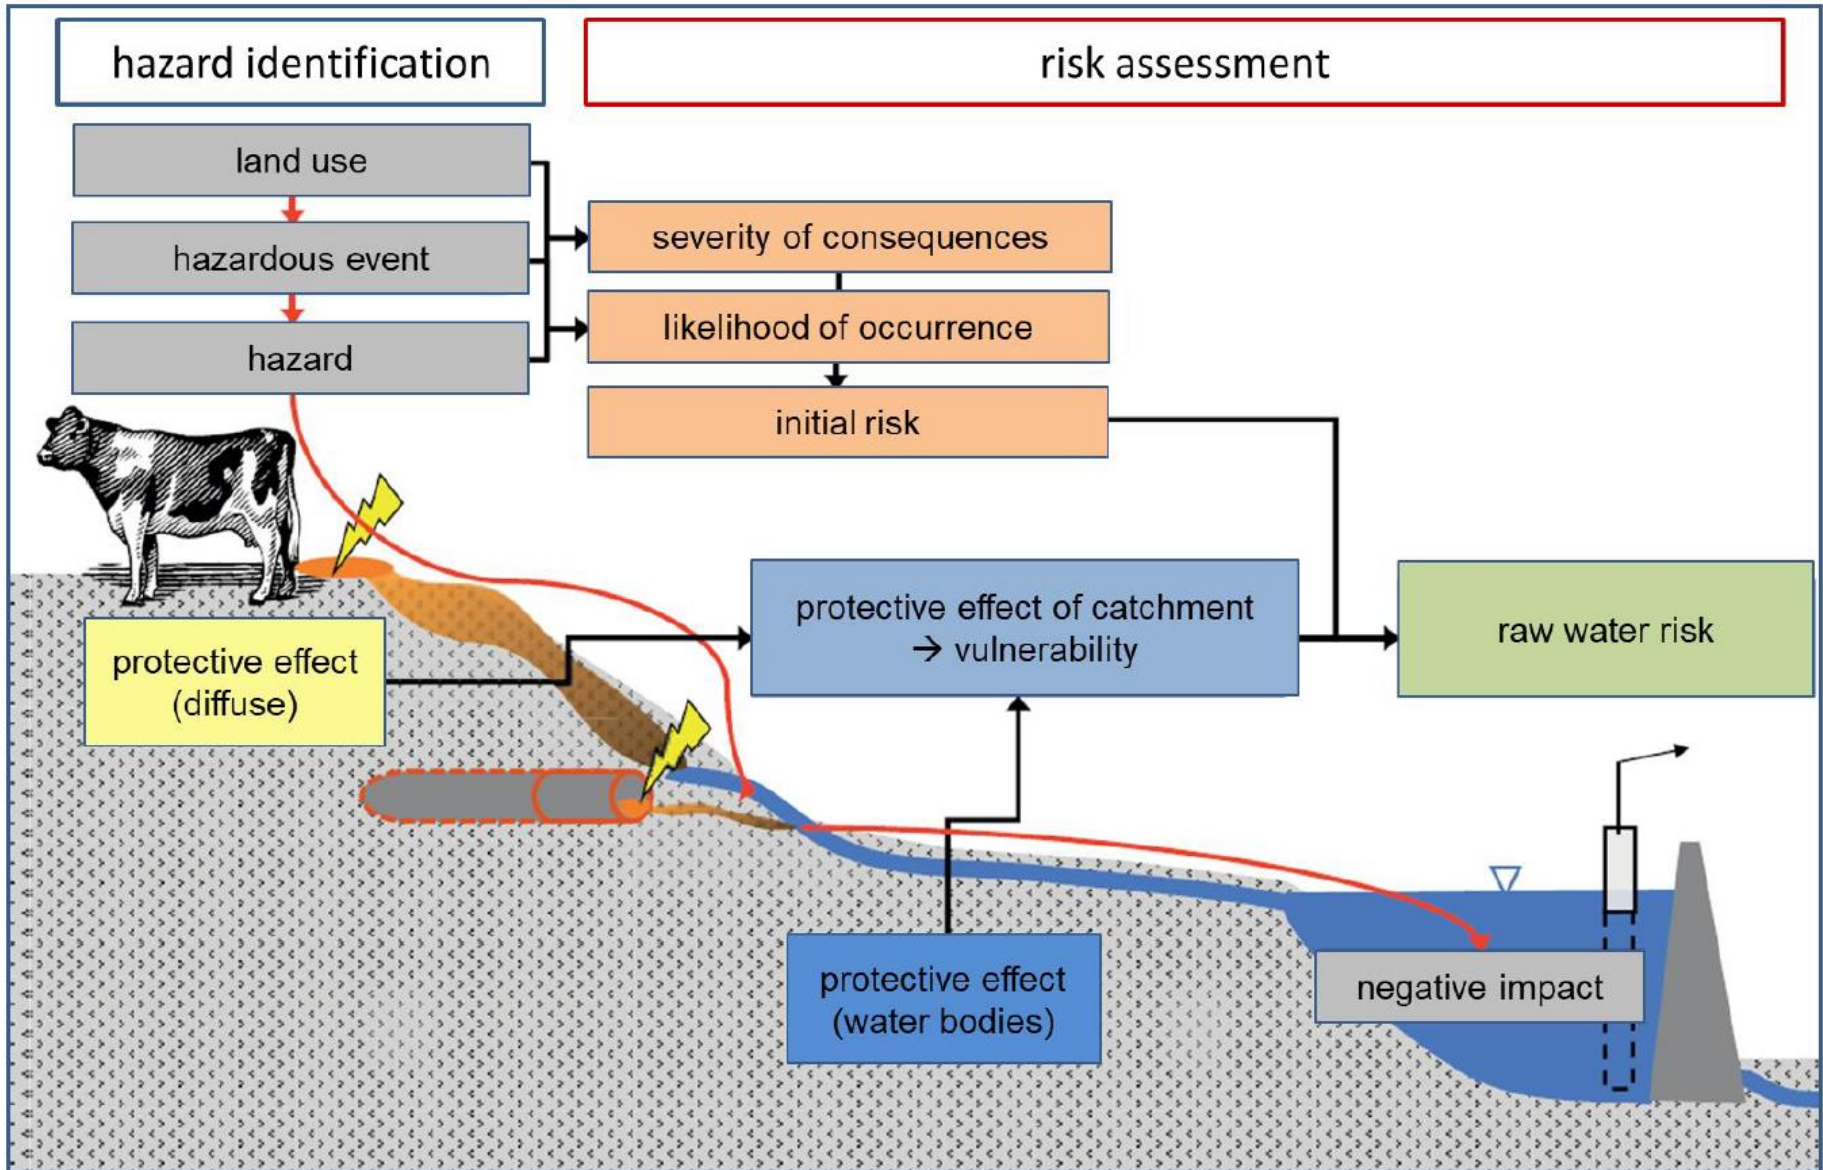 hazard identification
risk assessment
land use
hazardous event
hazard
severity of consequences
likelihood of occurrence
initial risk
protective effect
(diffuse)
protective effect of catchment
→ vulnerability
raw water risk
protective effect
(water bodies)
negative impact